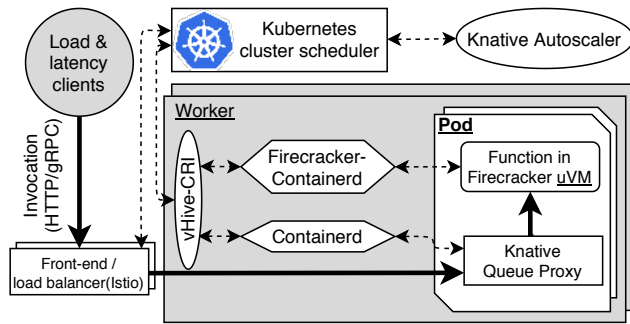 Load &
latency
clients
Kubernetes
cluster scheduler
Knative Autoscaler
Invocation
(HTTP/gRPC)
Worker
vHive-CRI
Firecracker-
Containerd
Containerd
Pod
Function in
Firecracker uVM
Knative
Queue Proxy
Front-end /
load balancer(Istio)